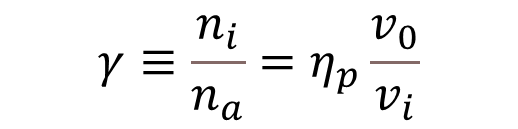 γ ≡ n_i / n_a = η_p v_0 / v_i